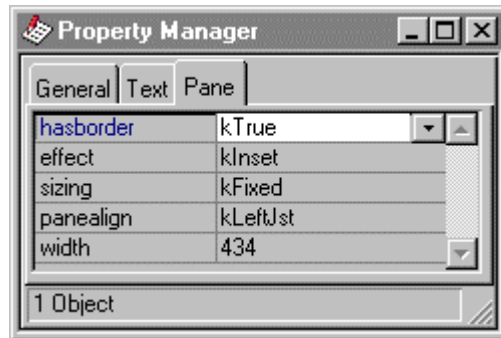 Property Manager
General Text Pane
hasborder kTrue
effect kInset
sizing kFixed
panealign kLeftJst
width 434
1 Object